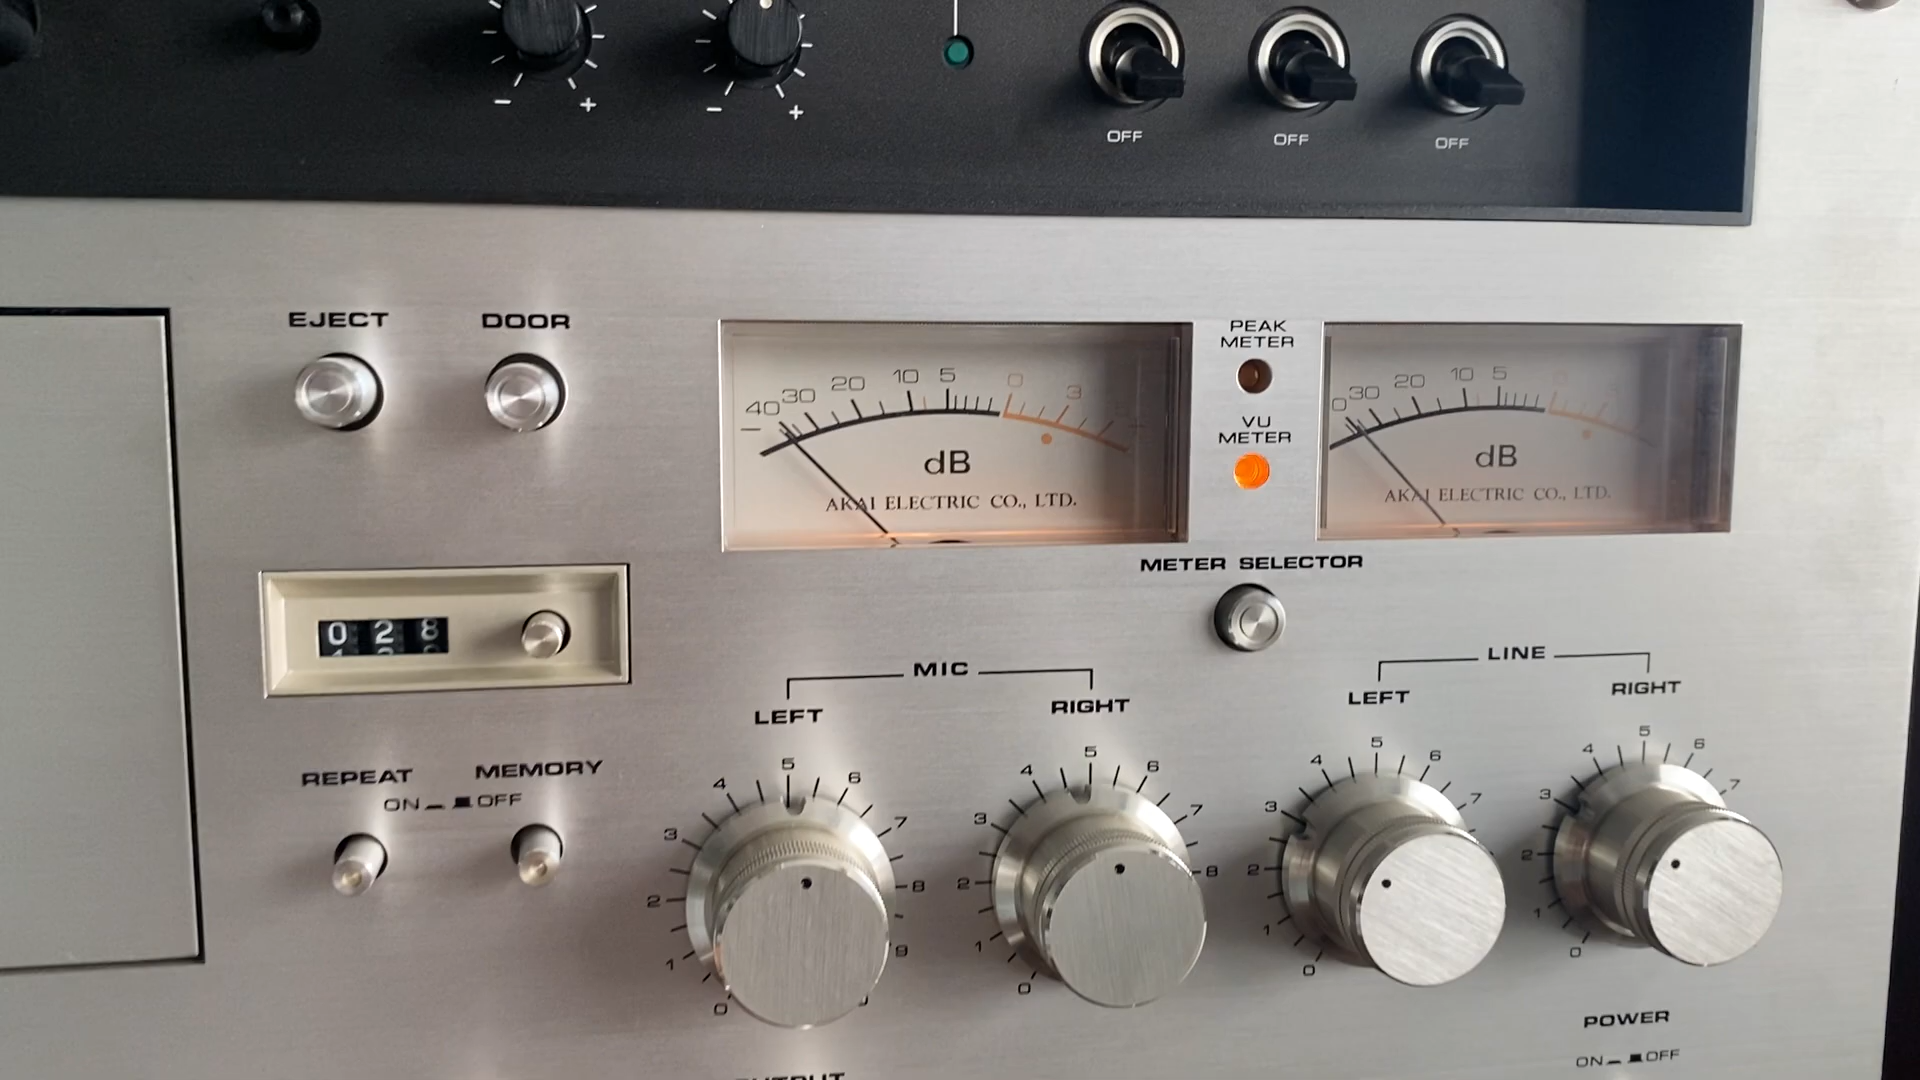 − + − +
OFF OFF OFF
EJECT DOOR
PEAK
METER
40 30 20 10 5 0 3
−
dB
AKAI ELECTRIC CO., LTD.
VU
METER
0 30 20 10 5
dB
AKAI ELECTRIC CO., LTD.
METER SELECTOR
0 2 8
MIC
LEFT RIGHT
LINE
LEFT RIGHT
REPEAT MEMORY
ON OFF
0 1 2 3 4 5 6 7 8 9
0 1 2 3 4 5 6 7 8
0 1 2 3 4 5 6 7
0 1 2 3 4 5 6 7
POWER
ON OFF